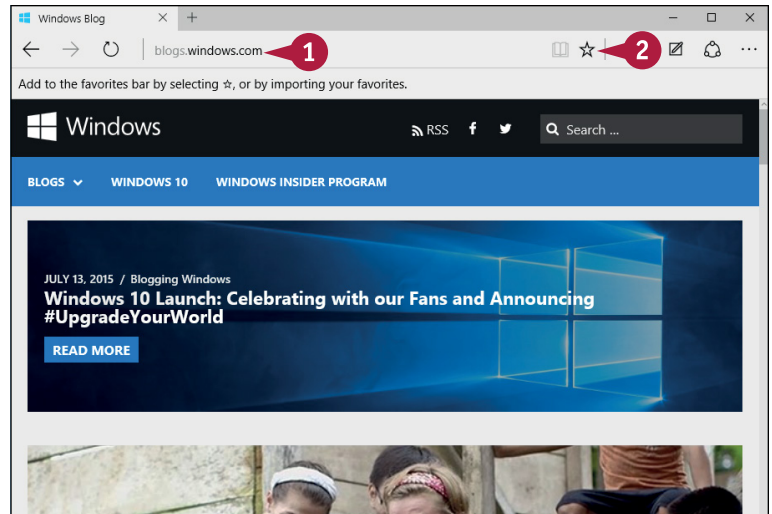 Windows Blog
blogs.windows.com 1
2
Add to the favorites bar by selecting ☆, or by importing your favorites.
Windows
RSS
Search ...
BLOGS WINDOWS 10 WINDOWS INSIDER PROGRAM
JULY 13, 2015 / Blogging Windows
Windows 10 Launch: Celebrating with our Fans and Announcing
#UpgradeYourWorld
READ MORE